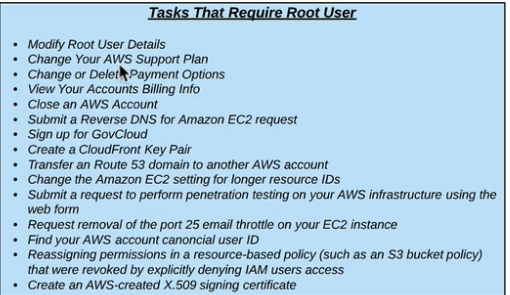 Tasks That Require Root User
• Modify Root User Details
• Change Your AWS Support Plan
• Change or Delete Payment Options
• View Your Accounts Billing Info
• Close an AWS Account
• Submit a Reverse DNS for Amazon EC2 request
• Sign up for GovCloud
• Create a CloudFront Key Pair
• Transfer an Route 53 domain to another AWS account
• Change the Amazon EC2 setting for longer resource IDs
• Submit a request to perform penetration testing on your AWS infrastructure using the
web form
• Request removal of the port 25 email throttle on your EC2 instance
• Find your AWS account canoncial user ID
• Reassigning permissions in a resource-based policy (such as an S3 bucket policy)
that were revoked by explicitly denying IAM users access
• Create an AWS-created X.509 signing certificate